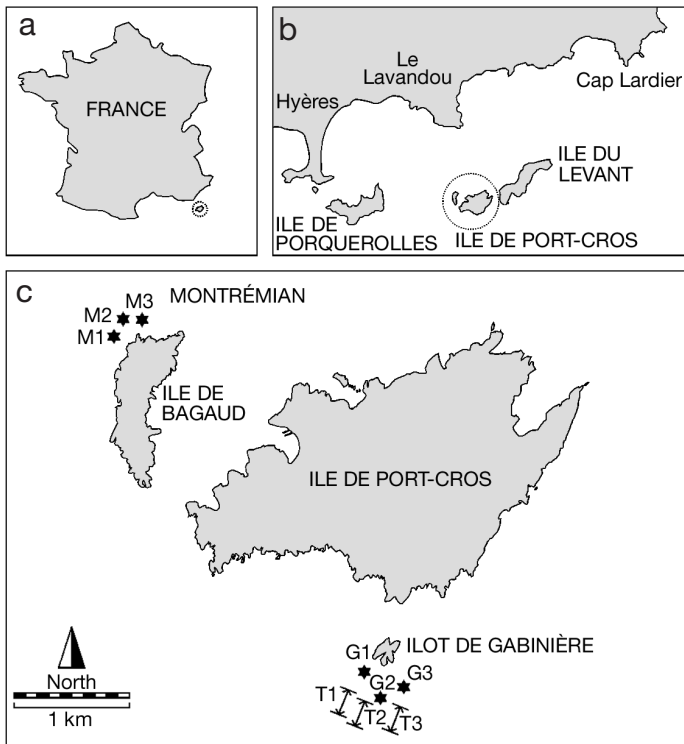 a
FRANCE
b
Le
Lavandou
Hyères
Cap Lardier
ILE DU
LEVANT
ILE DE
PORQUEROLLES
ILE DE PORT-CROS
c
MONTRÉMIAN
M3
M2
M1
ILE DE
BAGAUD
ILE DE PORT-CROS
ILOT DE GABINIÈRE
G1
G3
G2
T1
T2
T3
North
1 km